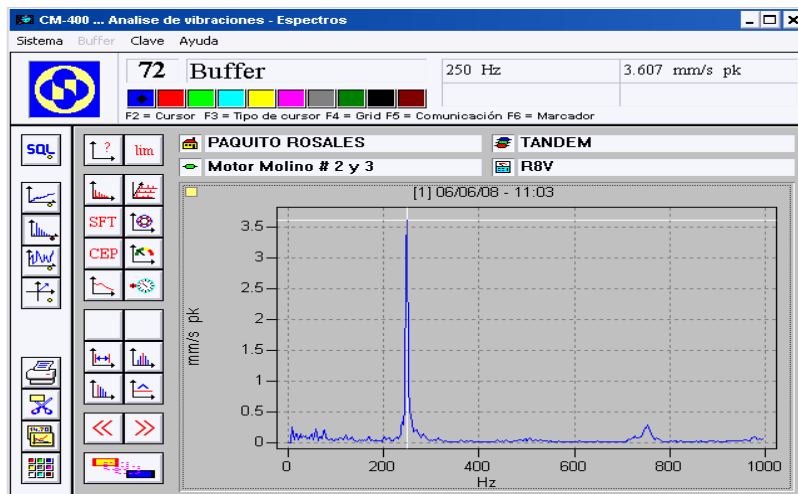 CM-400 ... Analise de vibraciones - Espectros
Sistema Buffer Clave Ayuda
72 Buffer 250 Hz 3.607 mm/s pk
F2 = Cursor F3 = Tipo de cursor F4 = Grid F5 = Comunicación F6 = Marcador
SQL ? lim PAQUITO ROSALES TANDEM
Motor Molino # 2 y 3 R8V
[1] 06/06/08 - 11:03
SFT
CEP
mm/s pk
3.5
3
2.5
2
1.5
1
0.5
0
0 200 400 600 800 1000
Hz
14.70